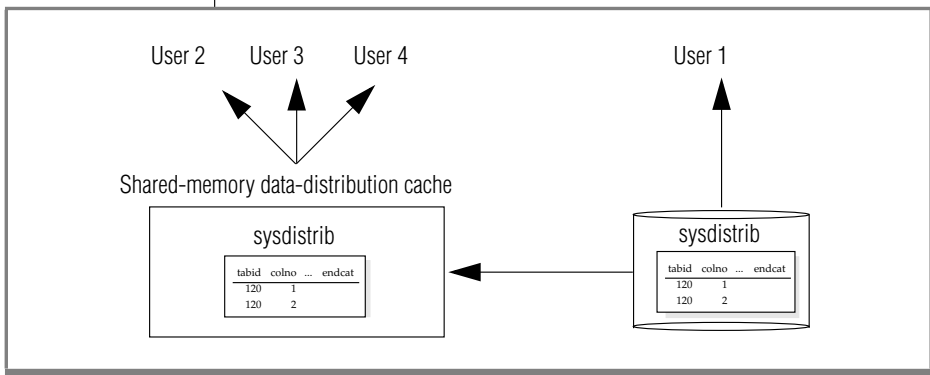 User 2 User 3 User 4 User 1
Shared-memory data-distribution cache
sysdistrib
tabid colno ... endcat
120 1
120 2
sysdistrib
tabid colno ... endcat
120 1
120 2